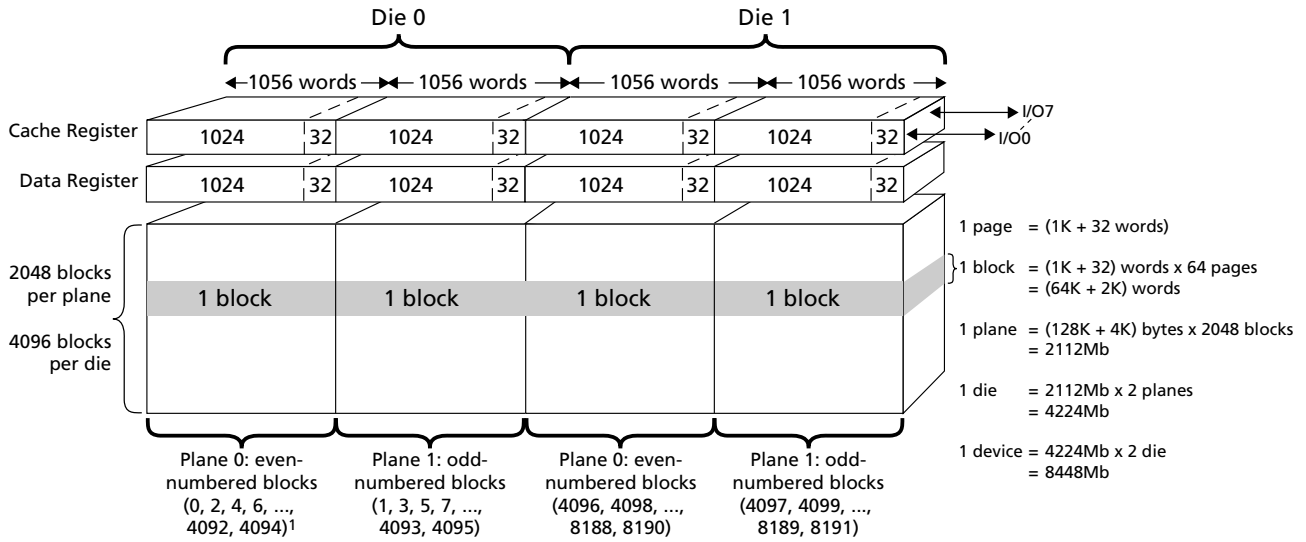 Die 0
Die 1
1056 words
1056 words
1056 words
1056 words
Cache Register
1024
32
1024
32
1024
32
1024
32
I/O7
I/O0
Data Register
1024
32
1024
32
1024
32
1024
32
2048 blocks
per plane
4096 blocks
per die
1 block
1 block
1 block
1 block
1 page = (1K + 32 words)
1 block = (1K + 32) words x 64 pages
= (64K + 2K) words
1 plane = (128K + 4K) bytes x 2048 blocks
= 2112Mb
1 die = 2112Mb x 2 planes
= 4224Mb
1 device = 4224Mb x 2 die
= 8448Mb
Plane 0: even-
numbered blocks
(0, 2, 4, 6, ...,
4092, 4094)1
Plane 1: odd-
numbered blocks
(1, 3, 5, 7, ...,
4093, 4095)
Plane 0: even-
numbered blocks
(4096, 4098, ...,
8188, 8190)
Plane 1: odd-
numbered blocks
(4097, 4099, ...,
8189, 8191)